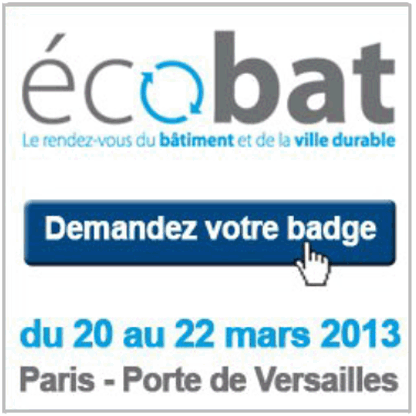 écobat
Le rendez-vous du bâtiment et de la ville durable
Demandez votre badge
du 20 au 22 mars 2013
Paris - Porte de Versailles